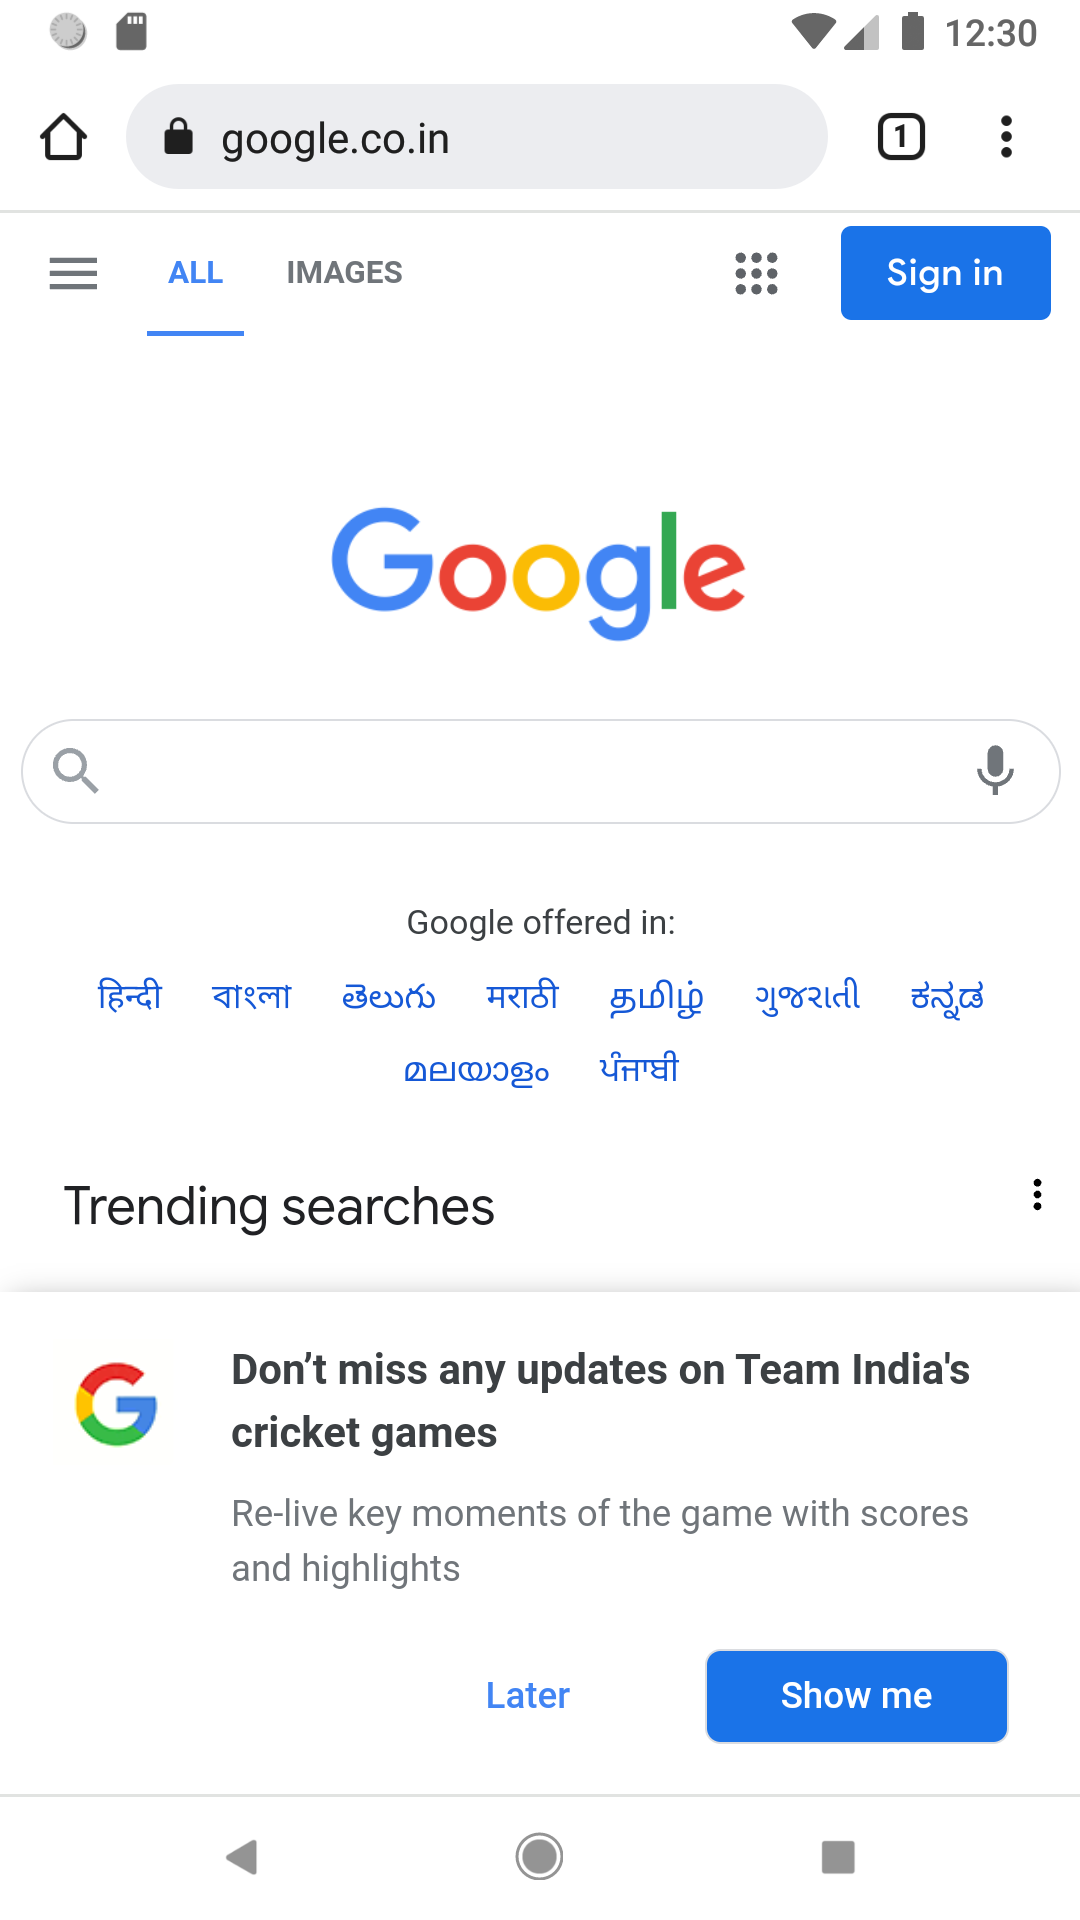 12:30
google.co.in
1
ALL IMAGES
Sign in
Google
Google offered in:
हिन्दी বাংলা తెలుగు मराठी தமிழ் ગુજરાતી ಕನ್ನಡ
മലയാളം ਪੰਜਾਬੀ
Trending searches
Don’t miss any updates on Team India's
cricket games
Re-live key moments of the game with scores
and highlights
Later
Show me